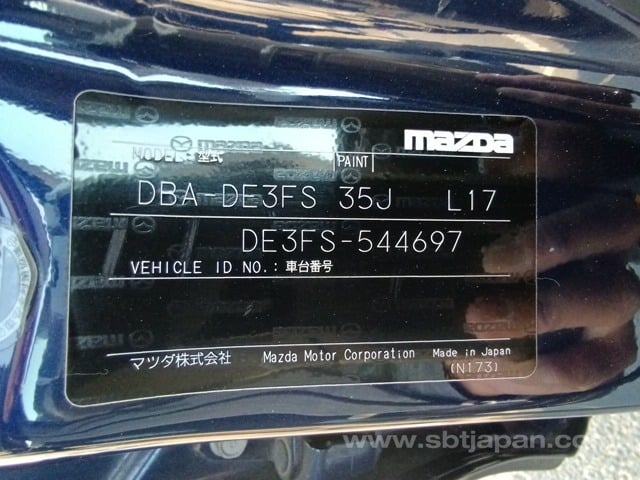 mazda
MODEL：型式 PAINT
DBA-DE3FS 35J L17
DE3FS-544697
VEHICLE ID NO.：車台番号
マツダ株式会社 Mazda Motor Corporation Made in Japan
(N173)
www.sbtjapan.com